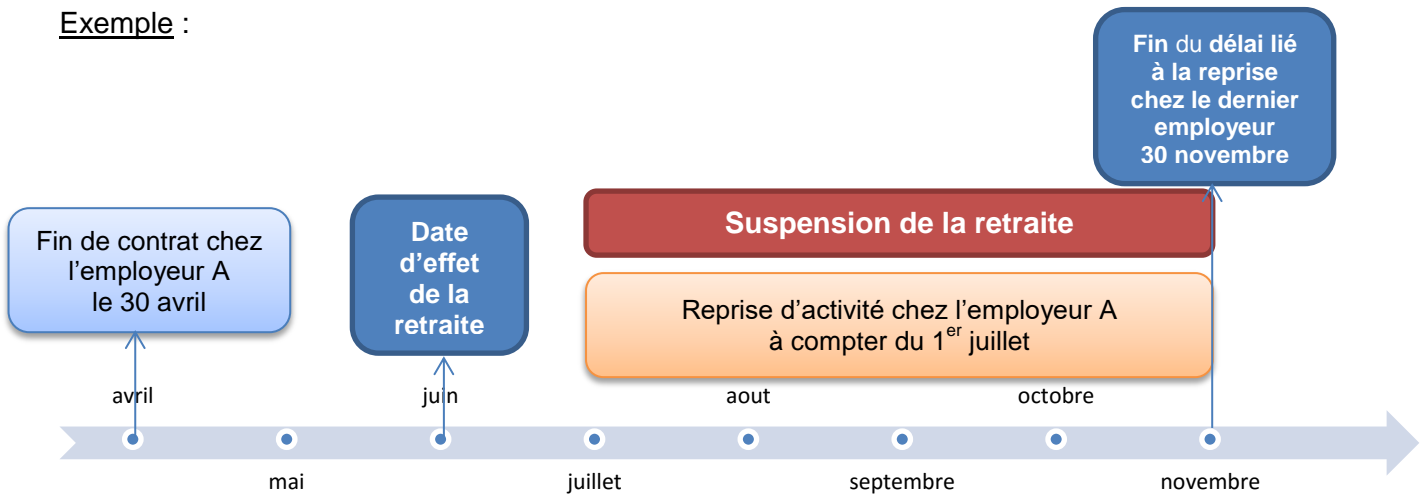 Exemple :
Fin du délai lié
à la reprise
chez le dernier
employeur
30 novembre
Suspension de la retraite
Fin de contrat chez
l’employeur A
le 30 avril
Date
d’effet
de la
retraite
Reprise d’activité chez l’employeur A
à compter du 1er juillet
avril
juin
aout
octobre
mai
juillet
septembre
novembre